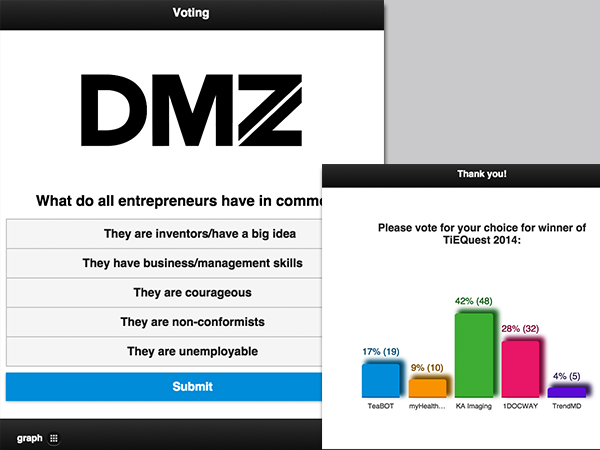 Voting
DMZ
What do all entrepreneurs have in comm
They are inventors/have a big idea
They have business/management skills
They are courageous
They are non-conformists
They are unemployable
Submit
graph
Thank you!
Please vote for your choice for winner of
TiEQuest 2014:
42% (48)
28% (32)
17% (19)
9% (10)
4% (5)
TeaBOT myHealth... KA Imaging 1DOCWAY TrendMD